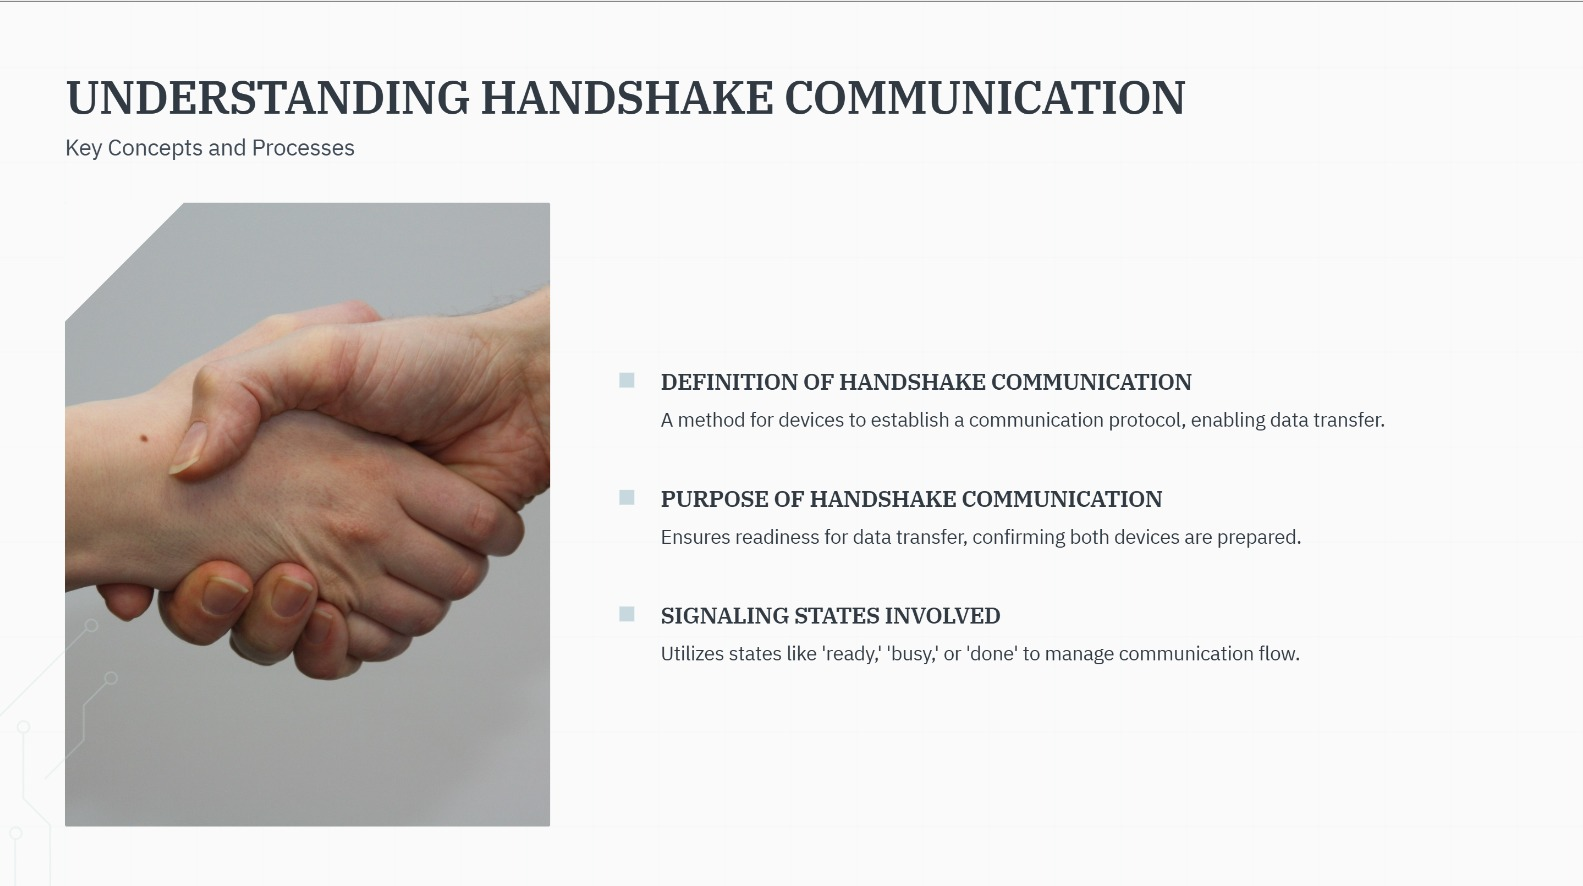 UNDERSTANDING HANDSHAKE COMMUNICATION
Key Concepts and Processes
DEFINITION OF HANDSHAKE COMMUNICATION
A method for devices to establish a communication protocol, enabling data transfer.
PURPOSE OF HANDSHAKE COMMUNICATION
Ensures readiness for data transfer, confirming both devices are prepared.
SIGNALING STATES INVOLVED
Utilizes states like 'ready,' 'busy,' or 'done' to manage communication flow.